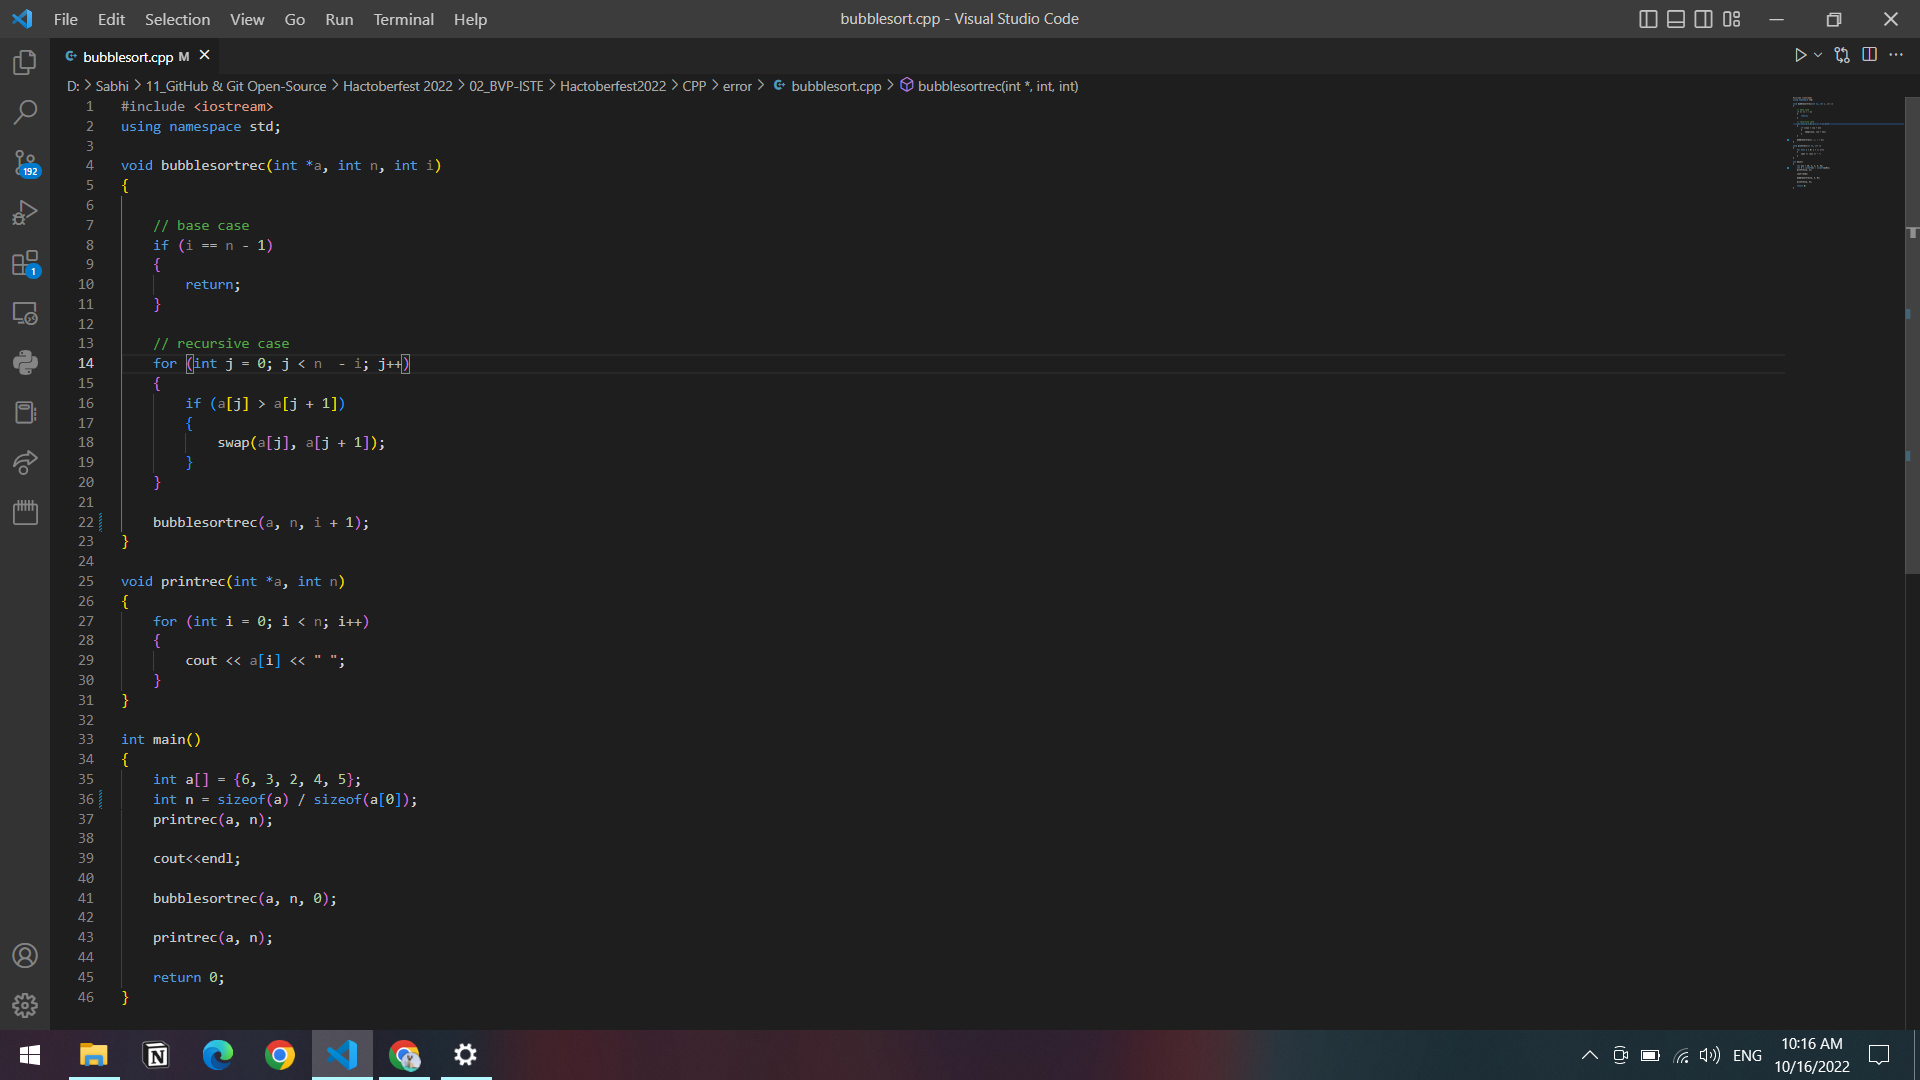 File Edit Selection View Go Run Terminal Help
bubblesort.cpp - Visual Studio Code
bubblesort.cpp M
D: > Sabhi > 11_GitHub & Git Open-Source > Hactoberfest 2022 > 02_BVP-ISTE > Hactoberfest2022 > CPP > error > bubblesort.cpp > bubblesortrec(int *, int, int)
192
1
1 #include <iostream>
2 using namespace std;
3
4 void bubblesortrec(int *a, int n, int i)
5 {
6
7     // base case
8     if (i == n - 1)
9     {
10         return;
11     }
12
13     // recursive case
14     for (int j = 0; j < n  - i; j++)
15     {
16         if (a[j] > a[j + 1])
17         {
18             swap(a[j], a[j + 1]);
19         }
20     }
21
22     bubblesortrec(a, n, i + 1);
23 }
24
25 void printrec(int *a, int n)
26 {
27     for (int i = 0; i < n; i++)
28     {
29         cout << a[i] << " ";
30     }
31 }
32
33 int main()
34 {
35     int a[] = {6, 3, 2, 4, 5};
36     int n = sizeof(a) / sizeof(a[0]);
37     printrec(a, n);
38
39     cout<<endl;
40
41     bubblesortrec(a, n, 0);
42
43     printrec(a, n);
44
45     return 0;
46 }
ENG
10:16 AM
10/16/2022